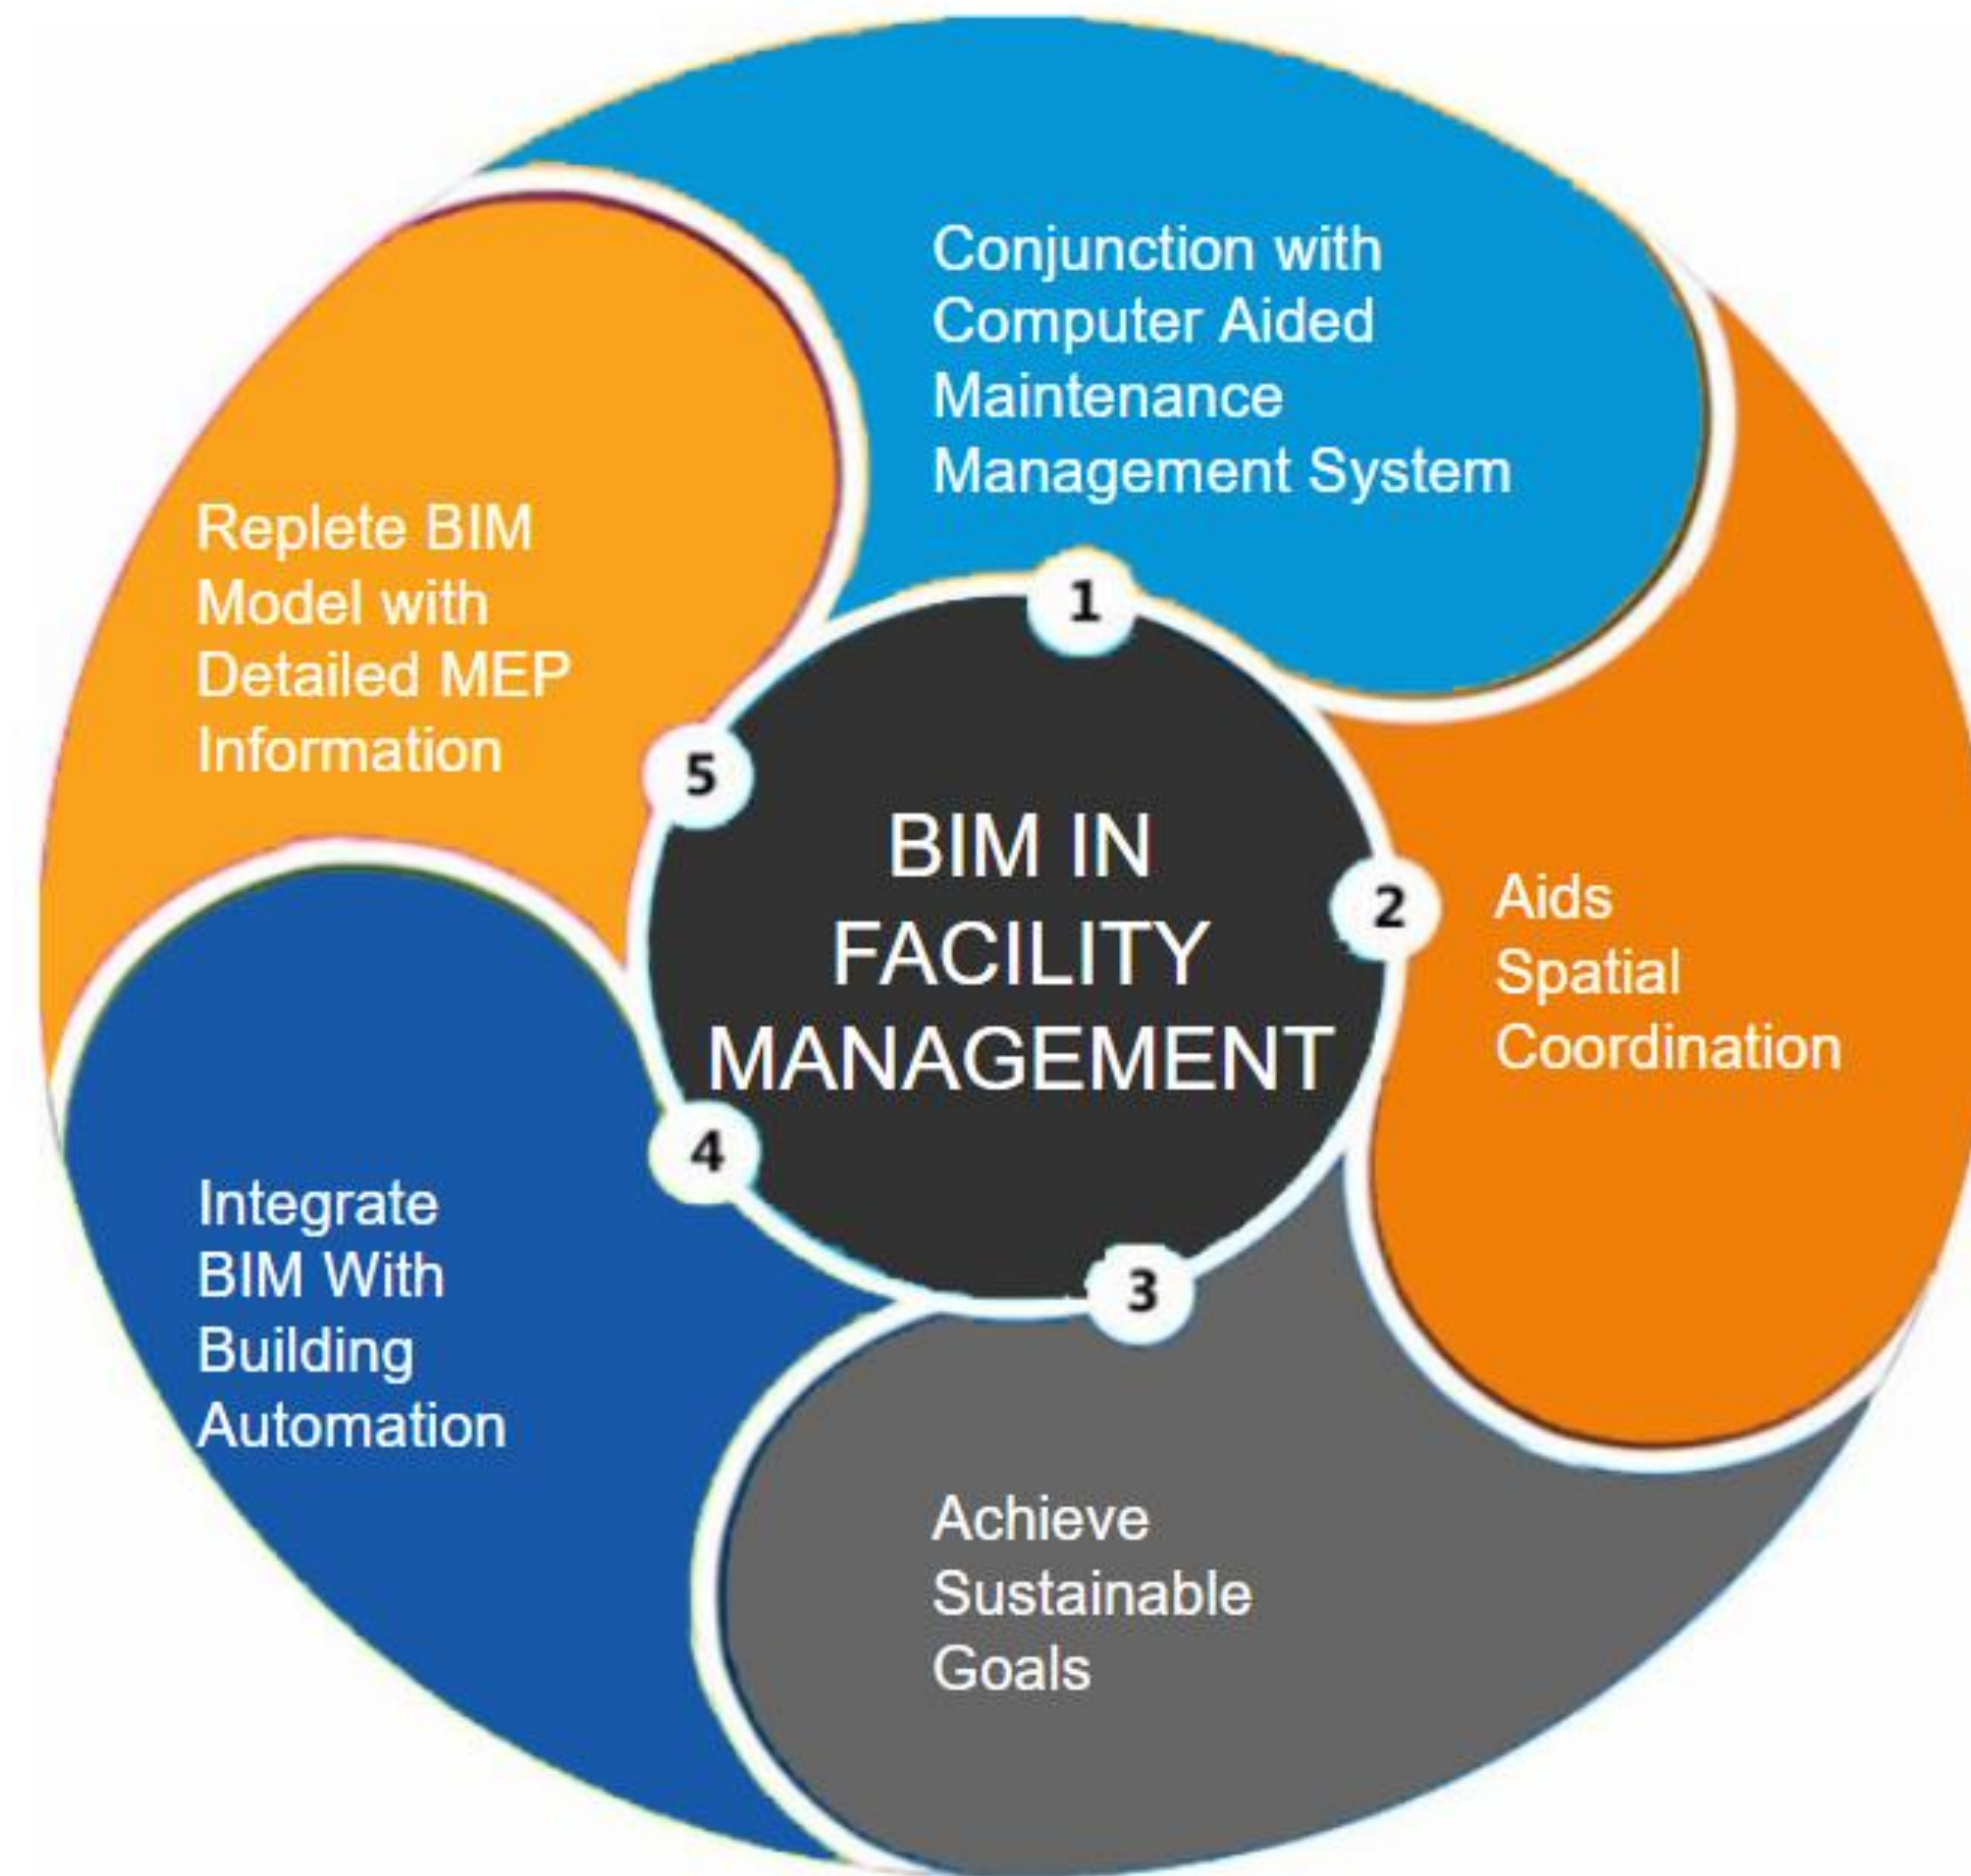 Conjunction with
Computer Aided
Maintenance
Management System
1
Aids
Spatial
Coordination
2
Achieve
Sustainable
Goals
3
Integrate
BIM With
Building
Automation
4
Replete BIM
Model with
Detailed MEP
Information
5
BIM IN
FACILITY
MANAGEMENT